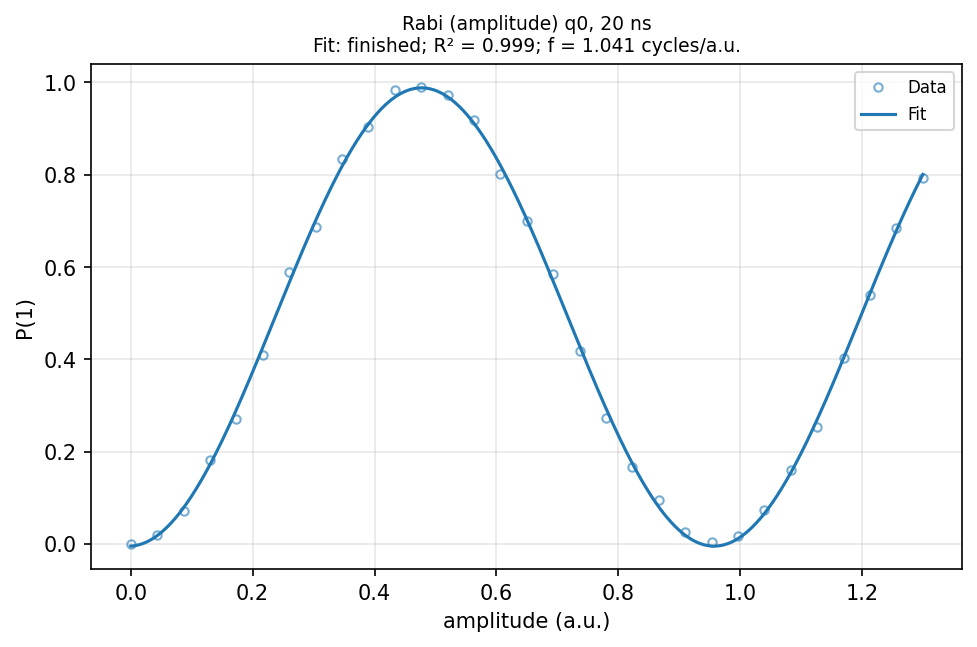 Rabi (amplitude) q0, 20 ns
Fit: finished; R² = 0.999; f = 1.041 cycles/a.u.
Data
Fit
P(1)
1.0
0.8
0.6
0.4
0.2
0.0
0.0 0.2 0.4 0.6 0.8 1.0 1.2
amplitude (a.u.)